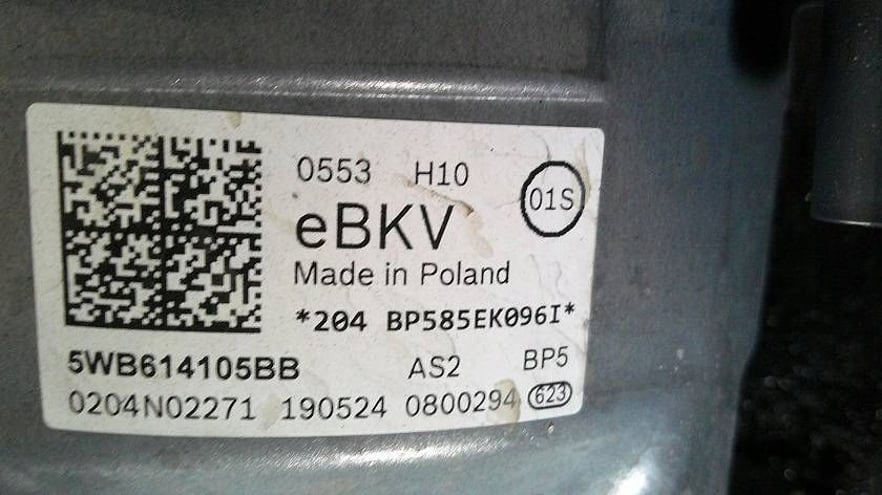 0553 H10
01S
eBKV
Made in Poland
*204 BP585EK096I*
5WB614105BB AS2 BP5
0204N02271 190524 0800294 623